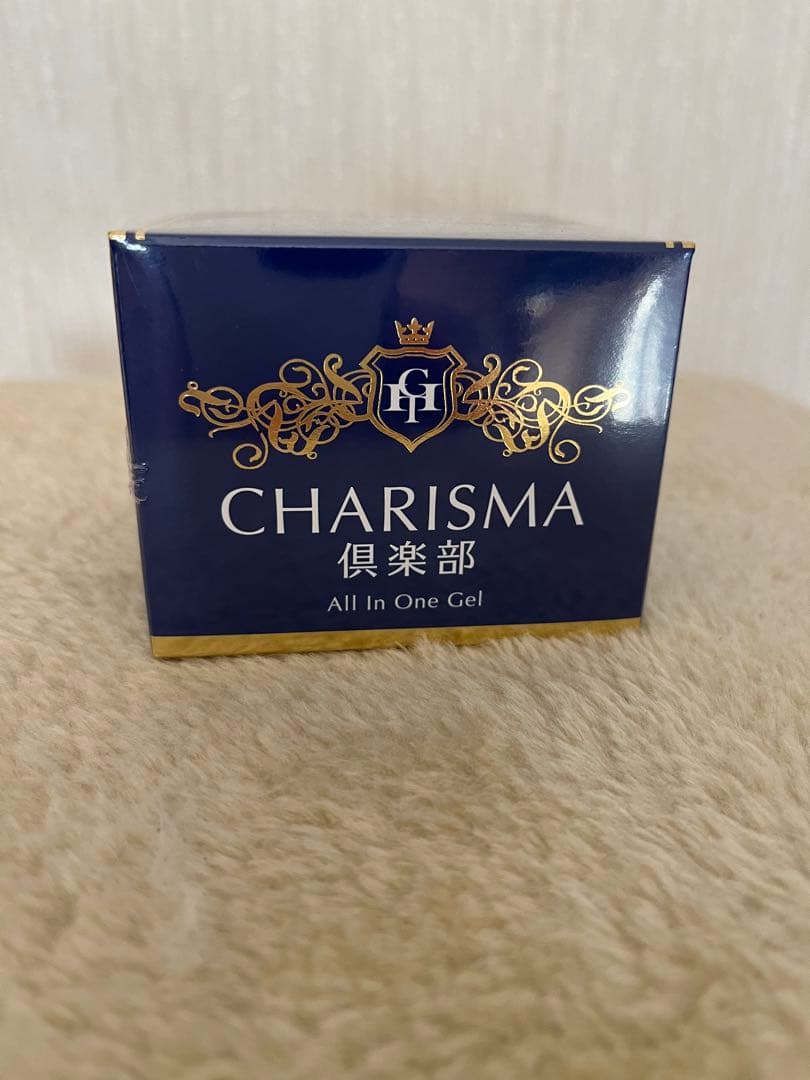 CHARISMA
倶楽部
All In One Gel